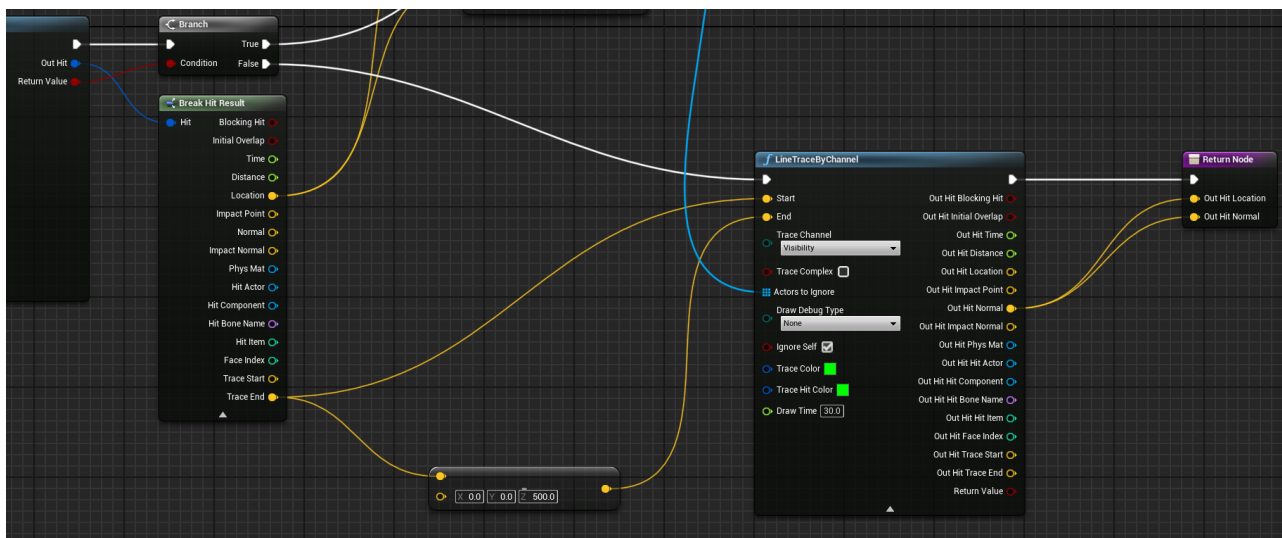 Out Hit
Return Value
Branch
True
Condition
False
Break Hit Result
Hit
Blocking Hit
Initial Overlap
Time
Distance
Location
Impact Point
Normal
Impact Normal
Phys Mat
Hit Actor
Hit Component
Hit Bone Name
Hit Item
Face Index
Trace Start
Trace End
X 0.0 Y 0.0 Z 500.0
f LineTraceByChannel
Start
End
Trace Channel
Visibility
Trace Complex
Actors to Ignore
Draw Debug Type
None
Ignore Self
Trace Color
Trace Hit Color
Draw Time 30.0
Out Hit Blocking Hit
Out Hit Initial Overlap
Out Hit Time
Out Hit Distance
Out Hit Location
Out Hit Impact Point
Out Hit Normal
Out Hit Impact Normal
Out Hit Phys Mat
Out Hit Hit Actor
Out Hit Hit Component
Out Hit Hit Bone Name
Out Hit Hit Item
Out Hit Face Index
Out Hit Trace Start
Out Hit Trace End
Return Value
Return Node
Out Hit Location
Out Hit Normal